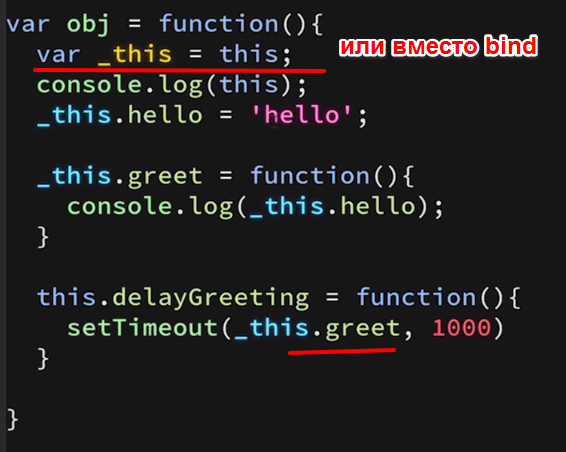 var obj = function(){
var _this = this;
или вместо bind
console.log(this);
_this.hello = 'hello';
_this.greet = function(){
console.log(_this.hello);
}
this.delayGreeting = function(){
setTimeout(_this.greet, 1000)
}
}